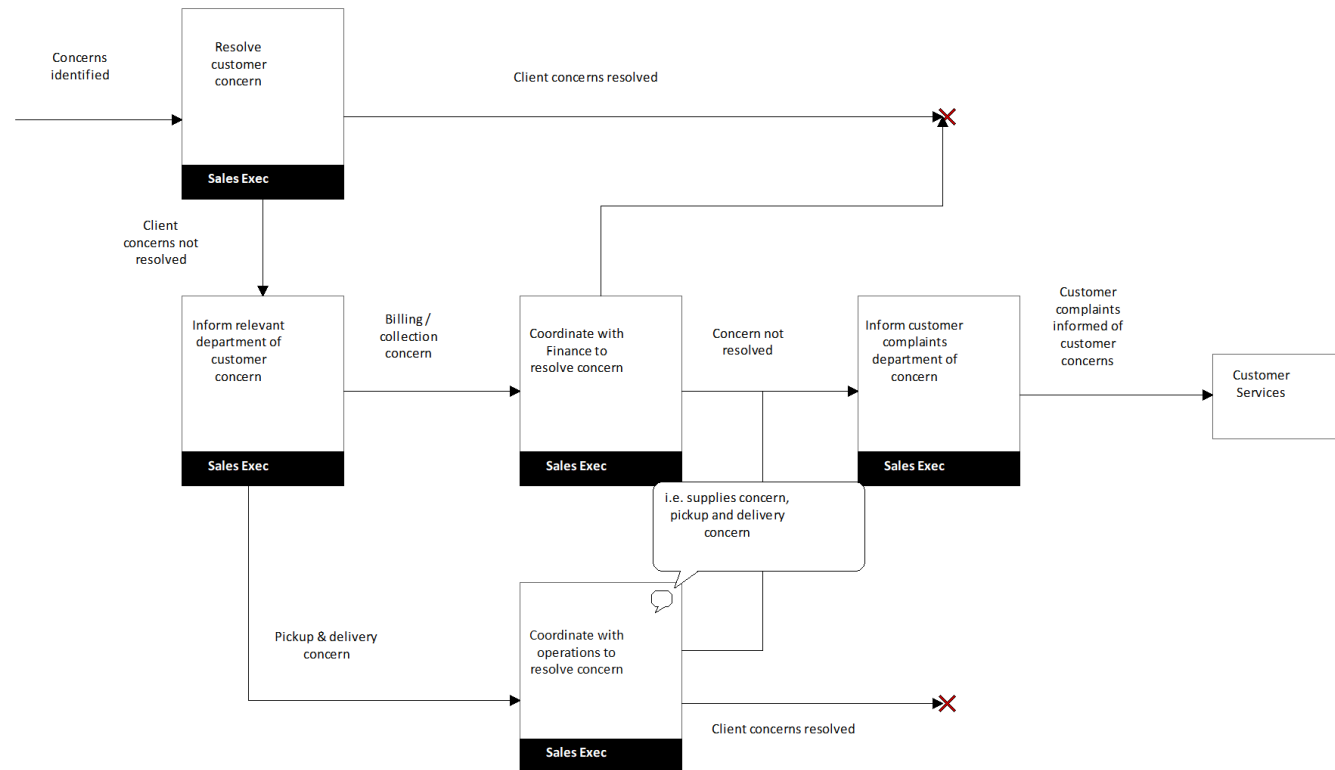 Resolve
customer
concern
Concerns
identified
Client concerns resolved
Sales Exec
Client
concerns not
resolved
Inform relevant
department of
customer
concern
Sales Exec
Billing /
collection
concern
Coordinate with
Finance to
resolve concern
Sales Exec
Concern not
resolved
Inform customer
complaints
department of
concern
Sales Exec
Customer
complaints
informed of
customer
concerns
Customer
Services
i.e. supplies concern,
pickup and delivery
concern
Pickup & delivery
concern
Coordinate with
operations to
resolve concern
Sales Exec
Client concerns resolved